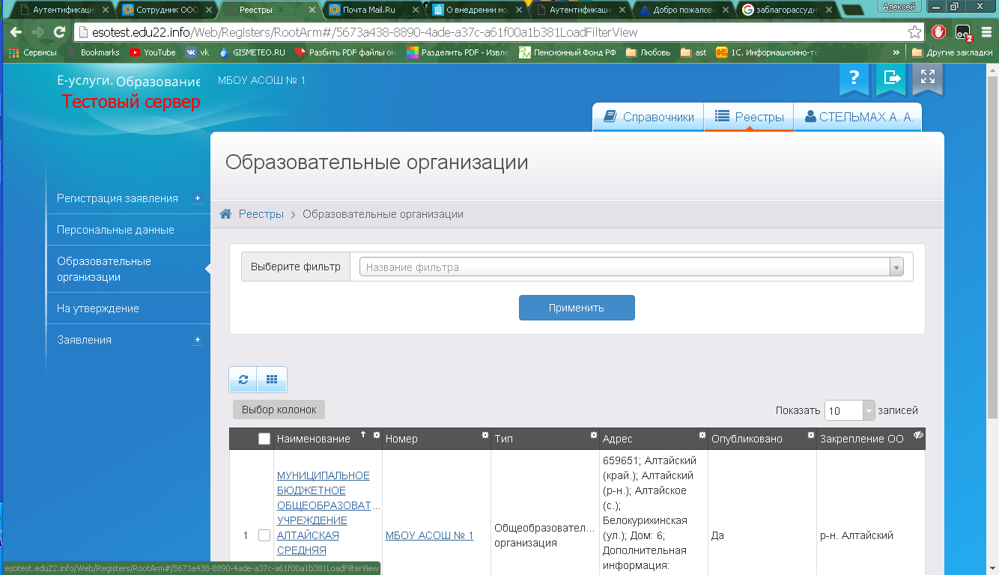 Аутентификаци
Сотрудник ООО
Реестры
Почта Mail.Ru
О внедрении мо
Аутентификаци
Добро пожалова
заблагорассуди
Алексей
esotest.edu22.info/Web/Registers/RootArm#/5673a438-8890-4ade-a37c-a61f00a1b381LoadFilterView
2
Сервисы
Bookmarks
YouTube
vk
GISMETEO.RU
Разбить PDF файлы он
Разделить PDF - Извле
Пенсионный Фонд РФ
Любовь
ast
1С. Информационно-те
»
Другие закладки
Е-услуги. Образование
Тестовый сервер
МБОУ АСОШ № 1
?
Справочники
Реестры
СТЕЛЬМАХ А. А.
Регистрация заявления
Персональные данные
Образовательные
организации
На утверждение
Заявления
Образовательные организации
Реестры > Образовательные организации
Выберите фильтр
Название фильтра
Применить
Выбор колонок
Показать 10 записей
Наименование
Номер
Тип
Адрес
Опубликовано
Закрепление ОО
1
МУНИЦИПАЛЬНОЕ
БЮДЖЕТНОЕ
ОБЩЕОБРАЗОВАТ...
УЧРЕЖДЕНИЕ
АЛТАЙСКАЯ
СРЕДНЯЯ
МБОУ АСОШ № 1
Общеобразовател...
организация
659651; Алтайский
(край.); Алтайский
(р-н.); Алтайское
(с.);
Белокурихинская
(ул.); Дом: 6;
Дополнительная
информация:
Да
р-н. Алтайский
esotest.edu22.info/Web/Registers/RootArm#/5673a438-8890-4ade-a37c-a61f00a1b381LoadFilterView